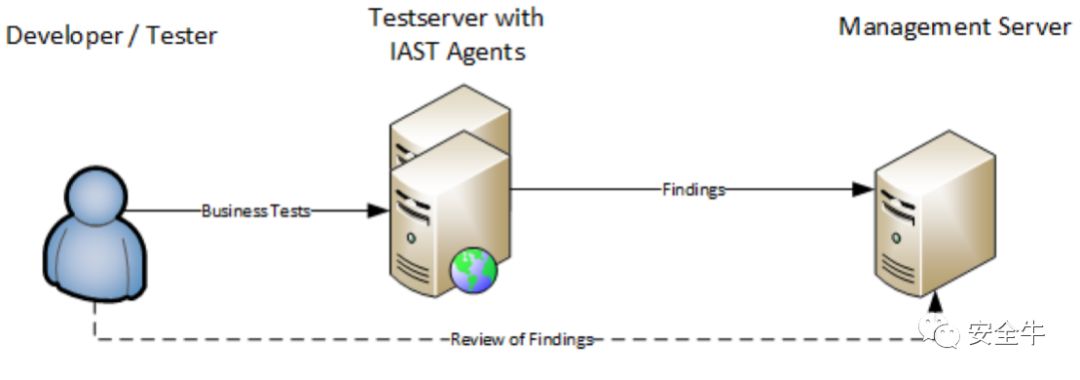 Developer / Tester
Testserver with
IAST Agents
Management Server
Business Tests
Findings
Review of Findings
安全牛